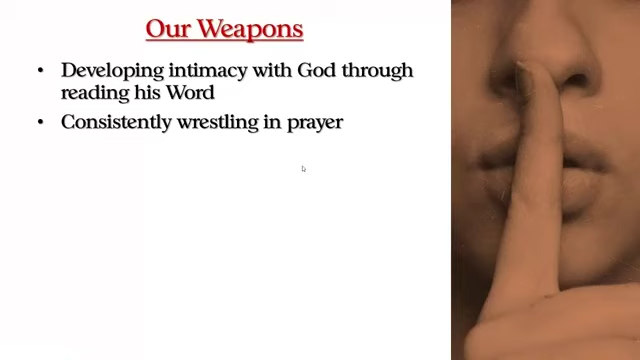 Our Weapons
• Developing intimacy with God through
reading his Word
• Consistently wrestling in prayer